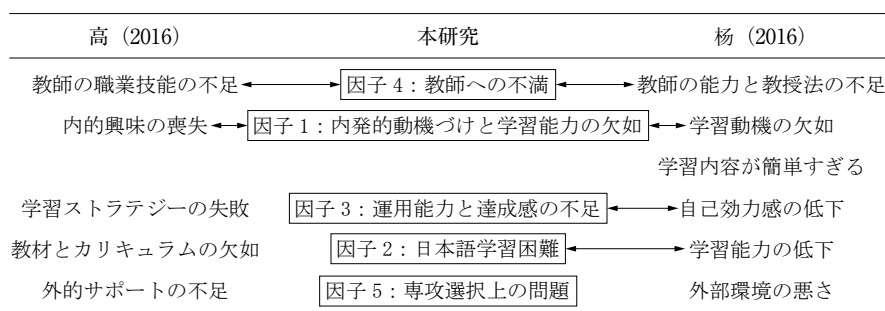 高（2016） 本研究 杨（2016）
教師の職業技能の不足 因子4：教師への不満 教師の能力と教授法の不足
内的興味の喪失 因子1：内発的動機づけと学習能力の欠如 学習動機の欠如
学習内容が簡単すぎる
学習ストラテジーの失敗 因子3：運用能力と達成感の不足 自己効力感の低下
教材とカリキュラムの欠如 因子2：日本語学習困難 学習能力の低下
外的サポートの不足 因子5：専攻選択上の問題 外部環境の悪さ